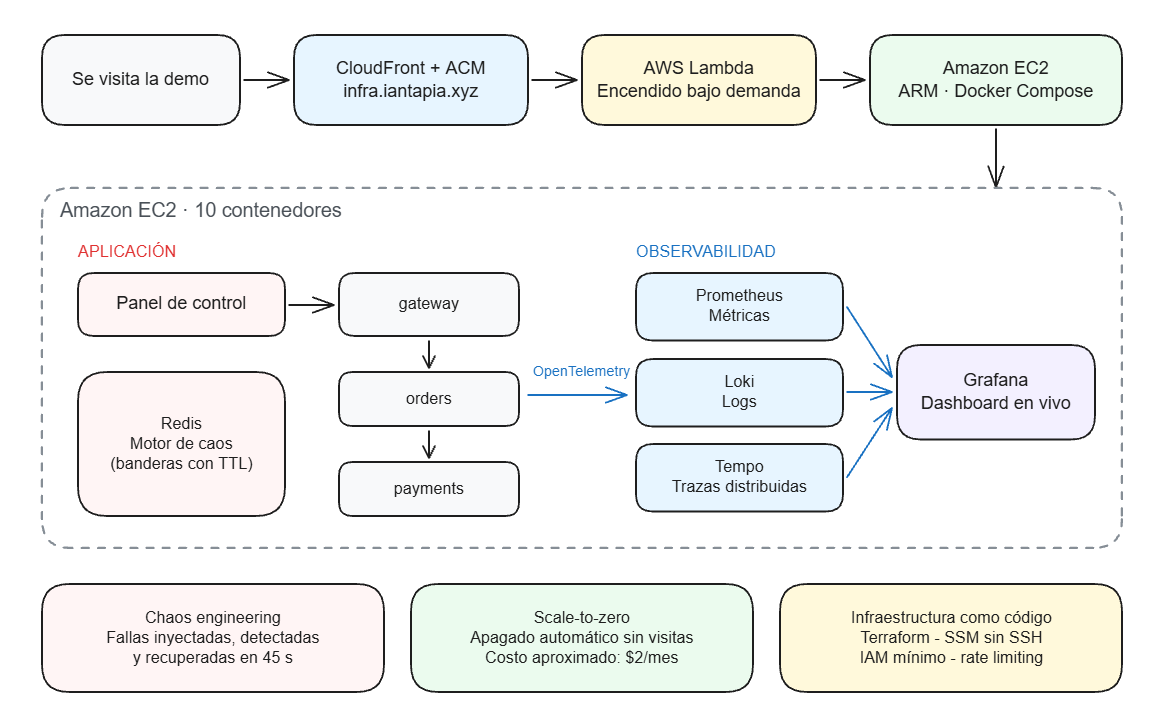 Se visita la demo
CloudFront + ACM
infra.iantapia.xyz
AWS Lambda
Encendido bajo demanda
Amazon EC2
ARM · Docker Compose
Amazon EC2 · 10 contenedores
APLICACIÓN
Panel de control
Redis
Motor de caos
(banderas con TTL)
gateway
orders
payments
OpenTelemetry
OBSERVABILIDAD
Prometheus
Métricas
Loki
Logs
Tempo
Trazas distribuidas
Grafana
Dashboard en vivo
Chaos engineering
Fallas inyectadas, detectadas
y recuperadas en 45 s
Scale-to-zero
Apagado automático sin visitas
Costo aproximado: $2/mes
Infraestructura como código
Terraform - SSM sin SSH
IAM mínimo - rate limiting